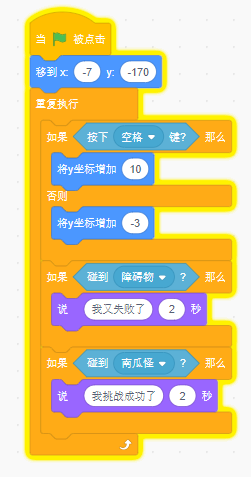 当 被点击
移到 x: -7 y: -170
重复执行
如果 按下 空格 键? 那么
将y坐标增加 10
否则
将y坐标增加 -3
如果 碰到 障碍物 ? 那么
说 我又失败了 2 秒
如果 碰到 南瓜怪 ? 那么
说 我挑战成功了 2 秒